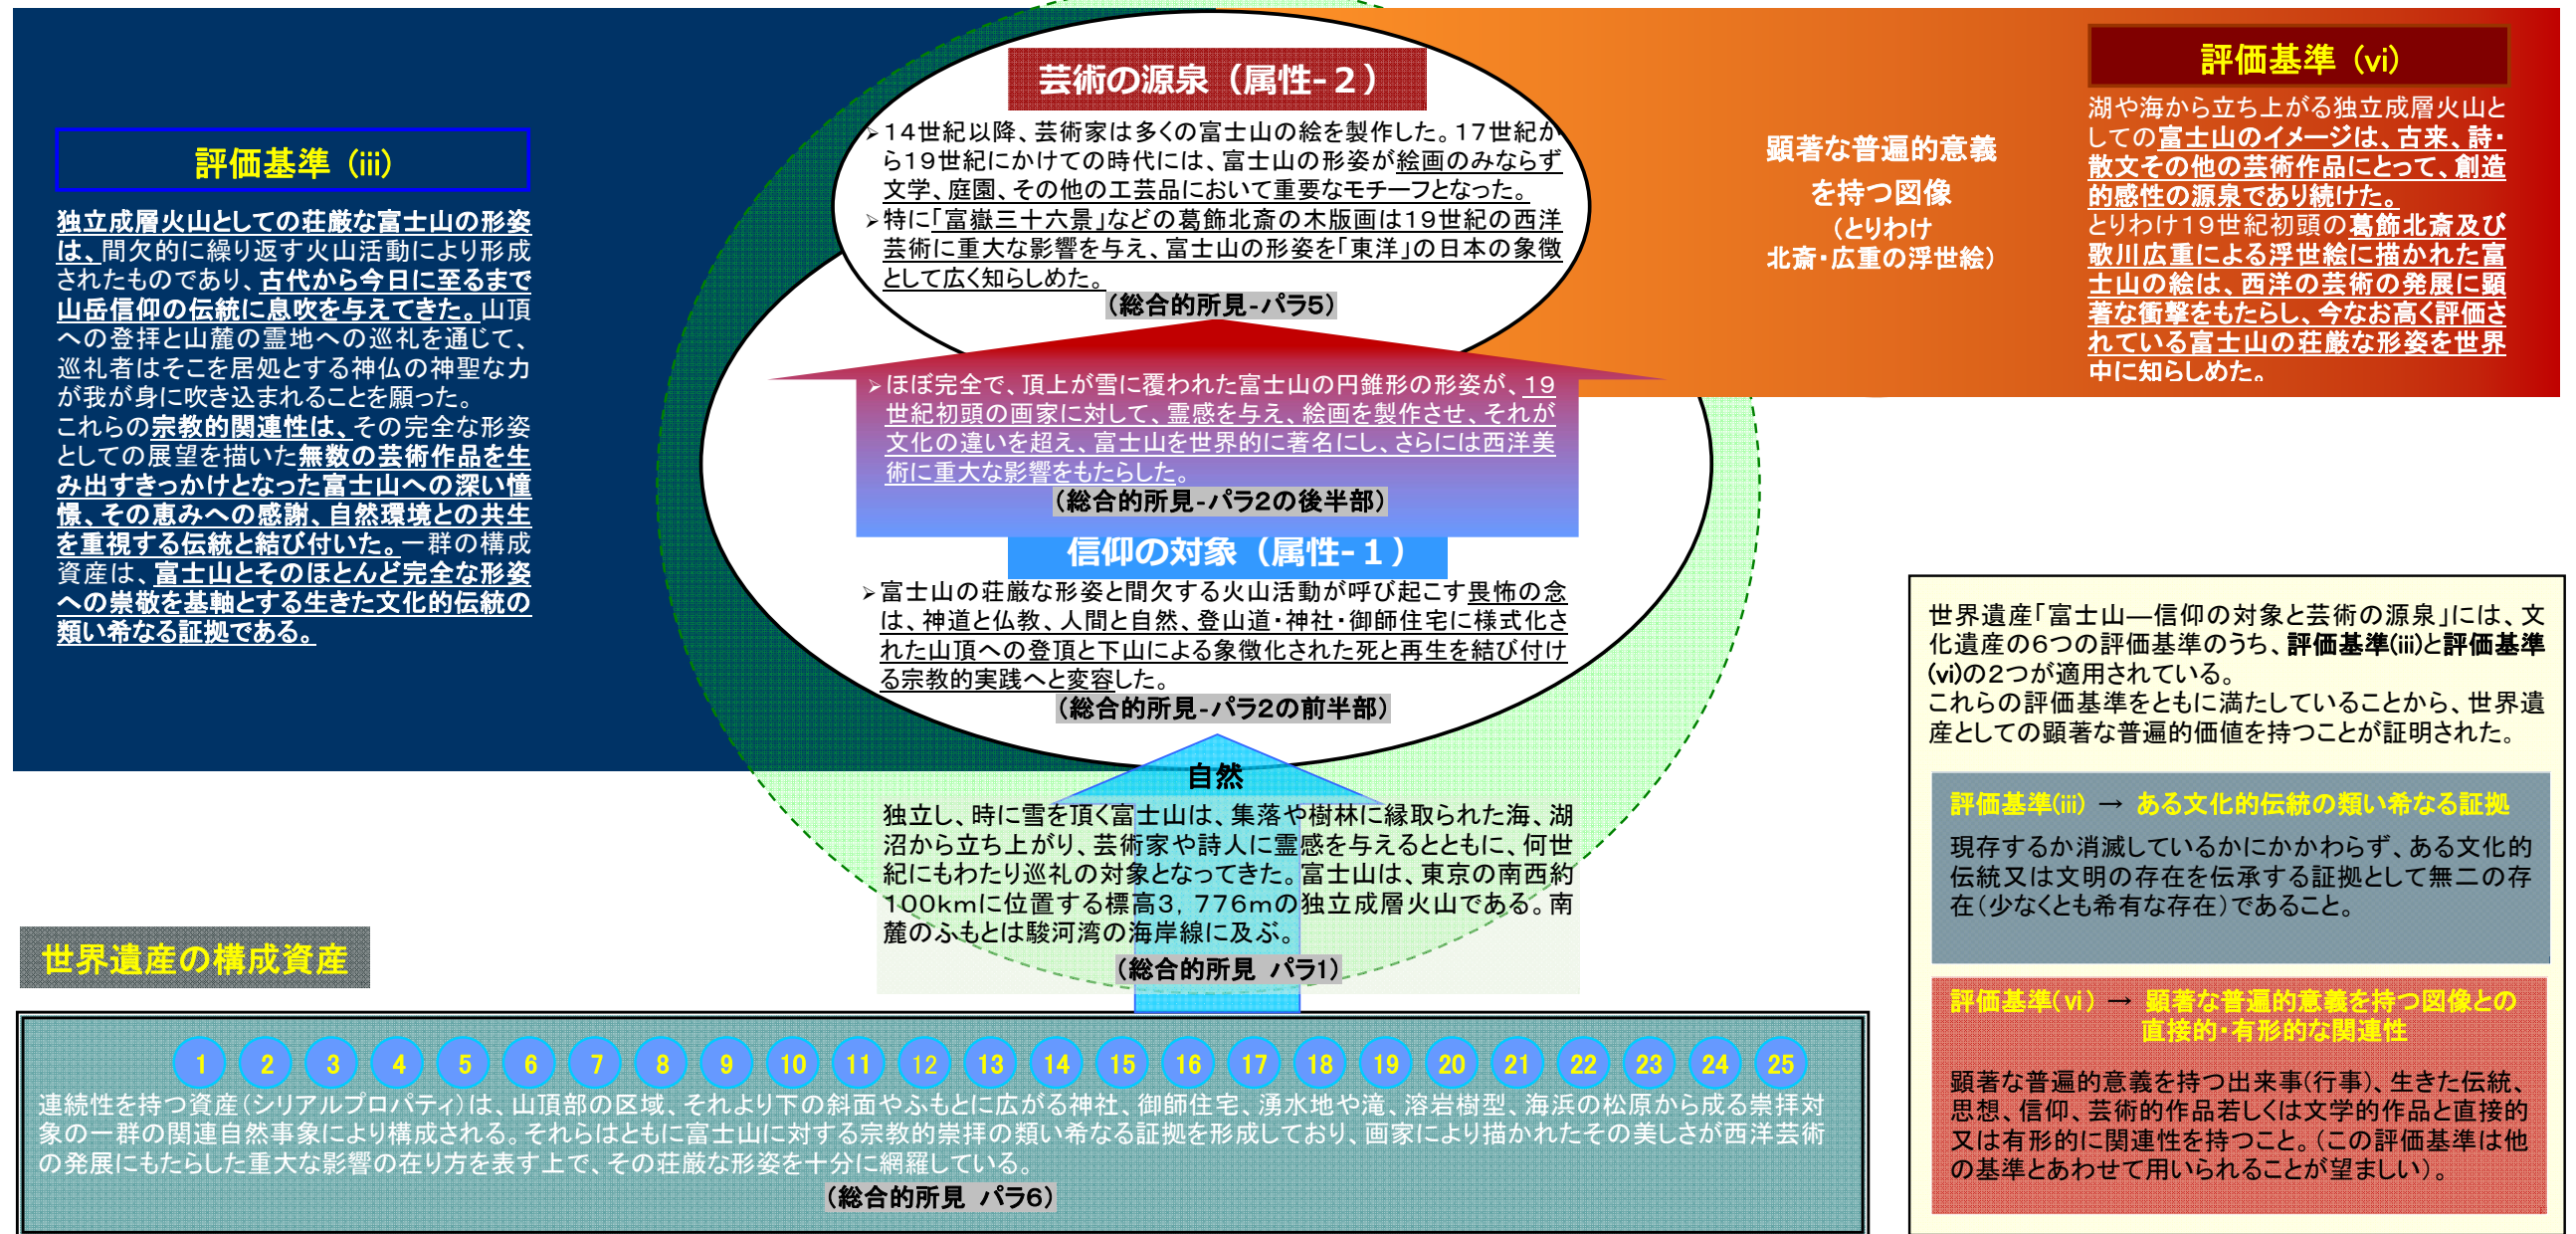 評価基準 (ⅲ)
独立成層火山としての荘厳な富士山の形姿
は、間欠的に繰り返す火山活動により形成
されたものであり、古代から今日に至るまで
山岳信仰の伝統に息吹を与えてきた。山頂
への登拝と山麓の霊地への巡礼を通じて、
巡礼者はそこを居処とする神仏の神聖な力
が我が身に吹き込まれることを願った。
これらの宗教的関連性は、その完全な形姿
としての展望を描いた無数の芸術作品を生
み出すきっかけとなった富士山への深い憧
憬、その恵みへの感謝、自然環境との共生
を重視する伝統と結び付いた。一群の構成
資産は、富士山とそのほとんど完全な形姿
への崇敬を基軸とする生きた文化的伝統の
類い希なる証拠である。
芸術の源泉（属性-２）
➢14世紀以降、芸術家は多くの富士山の絵を製作した。17世紀か
ら19世紀にかけての時代には、富士山の形姿が絵画のみならず
文学、庭園、その他の工芸品において重要なモチーフとなった。
➢特に「富嶽三十六景」などの葛飾北斎の木版画は19世紀の西洋
芸術に重大な影響を与え、富士山の形姿を「東洋」の日本の象徴
として広く知らしめた。
（総合的所見-パラ5）
➢ほぼ完全で、頂上が雪に覆われた富士山の円錐形の形姿が、19
世紀初頭の画家に対して、霊感を与え、絵画を製作させ、それが
文化の違いを超え、富士山を世界的に著名にし、さらには西洋美
術に重大な影響をもたらした。
（総合的所見-パラ2の後半部）
信仰の対象（属性-１）
➢富士山の荘厳な形姿と間欠する火山活動が呼び起こす畏怖の念
は、神道と仏教、人間と自然、登山道・神社・御師住宅に様式化さ
れた山頂への登頂と下山による象徴化された死と再生を結び付け
る宗教的実践へと変容した。
（総合的所見-パラ2の前半部）
自然
独立し、時に雪を頂く富士山は、集落や樹林に縁取られた海、湖
沼から立ち上がり、芸術家や詩人に霊感を与えるとともに、何世
紀にもわたり巡礼の対象となってきた。富士山は、東京の南西約
100kmに位置する標高3，776mの独立成層火山である。南
麓のふもとは駿河湾の海岸線に及ぶ。
（総合的所見 パラ1）
顕著な普遍的意義
を持つ図像
（とりわけ
北斎・広重の浮世絵）
評価基準 (ⅵ)
湖や海から立ち上がる独立成層火山と
しての富士山のイメージは、古来、詩・
散文その他の芸術作品にとって、創造
的感性の源泉であり続けた。
とりわけ19世紀初頭の葛飾北斎及び
歌川広重による浮世絵に描かれた富
士山の絵は、西洋の芸術の発展に顕
著な衝撃をもたらし、今なお高く評価さ
れている富士山の荘厳な形姿を世界
中に知らしめた。
世界遺産「富士山―信仰の対象と芸術の源泉」には、文
化遺産の6つの評価基準のうち、評価基準(ⅲ)と評価基準
(ⅵ)の2つが適用されている。
これらの評価基準をともに満たしていることから、世界遺
産としての顕著な普遍的価値を持つことが証明された。
評価基準(ⅲ) → ある文化的伝統の類い希なる証拠
現存するか消滅しているかにかかわらず、ある文化的
伝統又は文明の存在を伝承する証拠として無二の存
在（少なくとも希有な存在）であること。
評価基準(ⅵ) → 顕著な普遍的意義を持つ図像との
直接的・有形的な関連性
顕著な普遍的意義を持つ出来事(行事)、生きた伝統、
思想、信仰、芸術的作品若しくは文学的作品と直接的
又は有形的に関連性を持つこと。（この評価基準は他
の基準とあわせて用いられることが望ましい）。
世界遺産の構成資産
1 2 3 4 5 6 7 8 9 10 11 12 13 14 15 16 17 18 19 20 21 22 23 24 25
連続性を持つ資産（シリアルプロパティ）は、山頂部の区域、それより下の斜面やふもとに広がる神社、御師住宅、湧水地や滝、溶岩樹型、海浜の松原から成る崇拝対
象の一群の関連自然事象により構成される。それらはともに富士山に対する宗教的崇拝の類い希なる証拠を形成しており、画家により描かれたその美しさが西洋芸術
の発展にもたらした重大な影響の在り方を表す上で、その荘厳な形姿を十分に網羅している。
（総合的所見 パラ6）